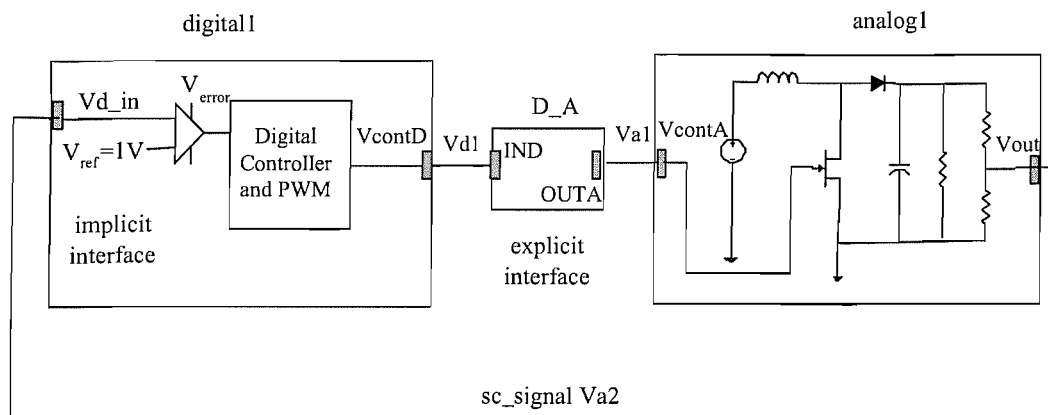 digital1
analog1
Vd_in
V error
D_A
Vref=1V
Digital
Controller
and PWM
VcontD
Vd1
IND
OUTA
Va1
VcontA
Vout
implicit
interface
explicit
interface
sc_signal Va2